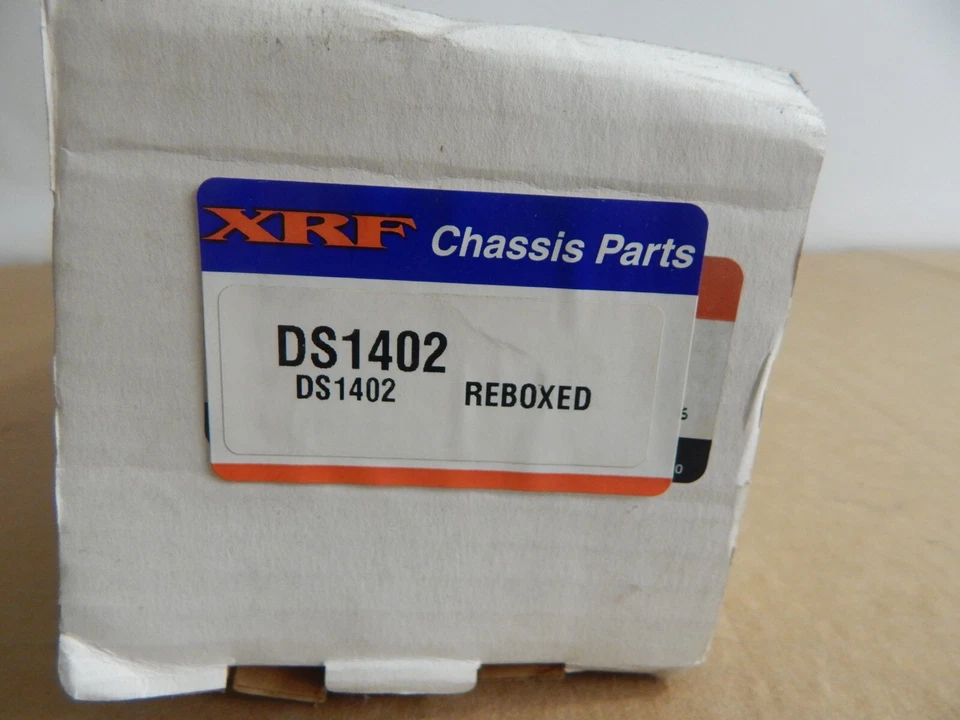 XRF Chassis Parts
DS1402
DS1402 REBOXED